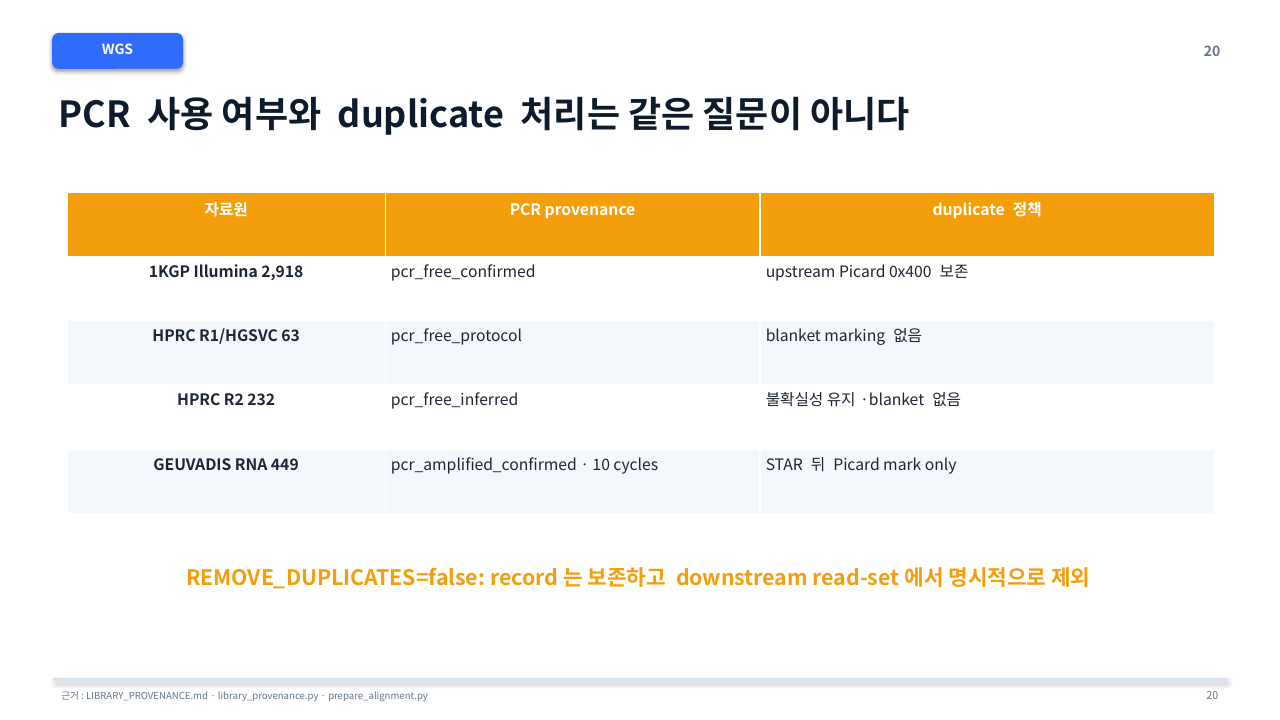 WGS
20
PCR 사용 여부와 duplicate 처리는 같은 질문이 아니다
자료원 PCR provenance duplicate 정책
1KGP Illumina 2,918 pcr_free_confirmed upstream Picard 0x400 보존
HPRC R1/HGSVC 63 pcr_free_protocol blanket marking 없음
HPRC R2 232 pcr_free_inferred 불확실성 유지 · blanket 없음
GEUVADIS RNA 449 pcr_amplified_confirmed · 10 cycles STAR 뒤 Picard mark only
REMOVE_DUPLICATES=false: record 는 보존하고 downstream read-set 에서 명시적으로 제외
근거 : LIBRARY_PROVENANCE.md · library_provenance.py · prepare_alignment.py
20